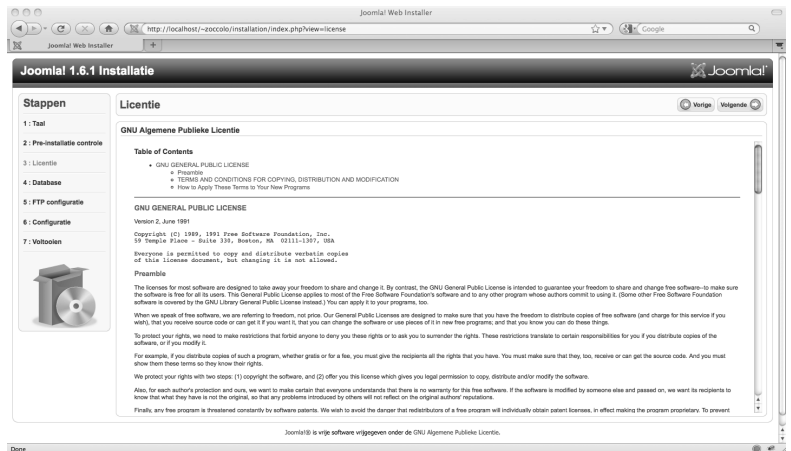 Joomla! Web Installer
http://localhost/~zoccolo/installation/index.php?view=license
Google
Joomla! Web Installer
Joomla! 1.6.1 Installatie
Joomla!
Stappen
1 : Taal
2 : Pre-installatie controle
3 : Licentie
4 : Database
5 : FTP configuratie
6 : Configuratie
7 : Voltooien
Licentie
Vorige
Volgende
GNU Algemene Publieke Licentie
Table of Contents
GNU GENERAL PUBLIC LICENSE
Preamble
TERMS AND CONDITIONS FOR COPYING, DISTRIBUTION AND MODIFICATION
How to Apply These Terms to Your New Programs
GNU GENERAL PUBLIC LICENSE
Version 2, June 1991
Copyright (C) 1989, 1991 Free Software Foundation, Inc.
59 Temple Place - Suite 330, Boston, MA 02111-1307, USA
Everyone is permitted to copy and distribute verbatim copies
of this license document, but changing it is not allowed.
Preamble
The licenses for most software are designed to take away your freedom to share and change it. By contrast, the GNU General Public License is intended to guarantee your freedom to share and change free software--to make sure
the software is free for all its users. This General Public License applies to most of the Free Software Foundation's software and to any other program whose authors commit to using it. (Some other Free Software Foundation
software is covered by the GNU Library General Public License instead.) You can apply it to your programs, too.
When we speak of free software, we are referring to freedom, not price. Our General Public Licenses are designed to make sure that you have the freedom to distribute copies of free software (and charge for this service if you
wish), that you receive source code or can get it if you want it, that you can change the software or use pieces of it in new free programs; and that you know you can do these things.
To protect your rights, we need to make restrictions that forbid anyone to deny you these rights or to ask you to surrender the rights. These restrictions translate to certain responsibilities for you if you distribute copies of the
software, or if you modify it.
For example, if you distribute copies of such a program, whether gratis or for a fee, you must give the recipients all the rights that you have. You must make sure that they, too, receive or can get the source code. And you must
show them these terms so they know their rights.
We protect your rights with two steps: (1) copyright the software, and (2) offer you this license which gives you legal permission to copy, distribute and/or modify the software.
Also, for each author's protection and ours, we want to make certain that everyone understands that there is no warranty for this free software. If the software is modified by someone else and passed on, we want its recipients to
know that what they have is not the original, so that any problems introduced by others will not reflect on the original authors' reputations.
Finally, any free program is threatened constantly by software patents. We wish to avoid the danger that redistributors of a free program will individually obtain patent licenses, in effect making the program proprietary. To prevent
Joomla!® is vrije software vrijgegeven onder de GNU Algemene Publieke Licentie.
Done